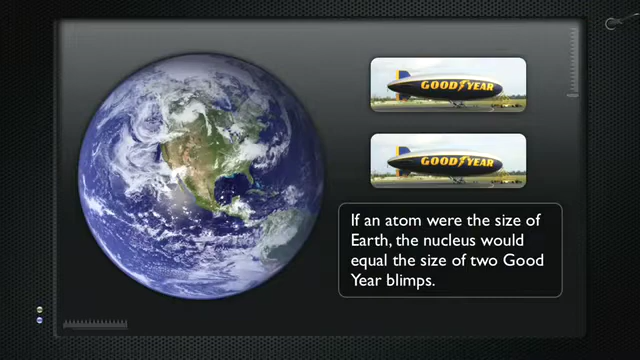 GOODYEAR
GOODYEAR
If an atom were the size of
Earth, the nucleus would
equal the size of two Good
Year blimps.